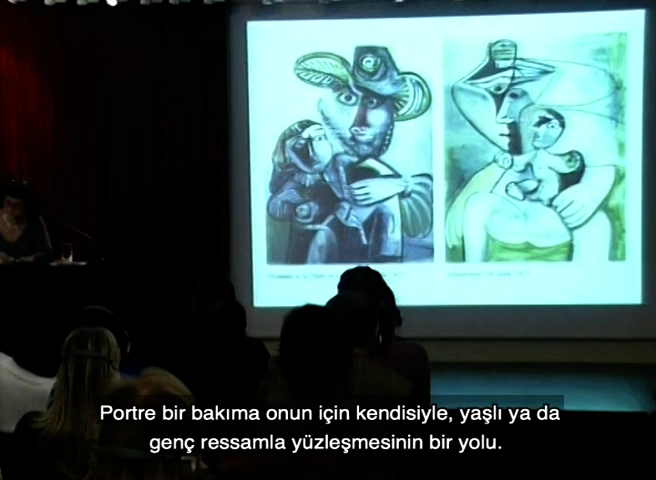 Portre bir bakıma onun için kendisiyle, yaşlı ya da
genç ressamla yüzleşmesinin bir yolu.